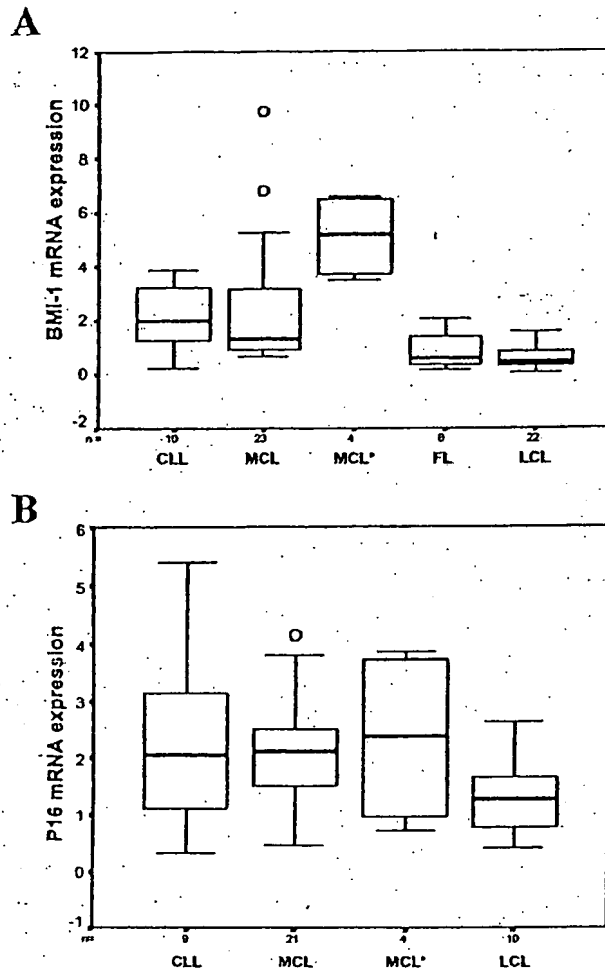 A
BMI-1 mRNA expression
12
10
8
6
4
2
0
-2
10 23 4 22
CLL MCL MCL* FL LCL
B
P16 mRNA expression
6
5
4
3
2
1
0
-1
9 21 4 10
CLL MCL MCL* LCL